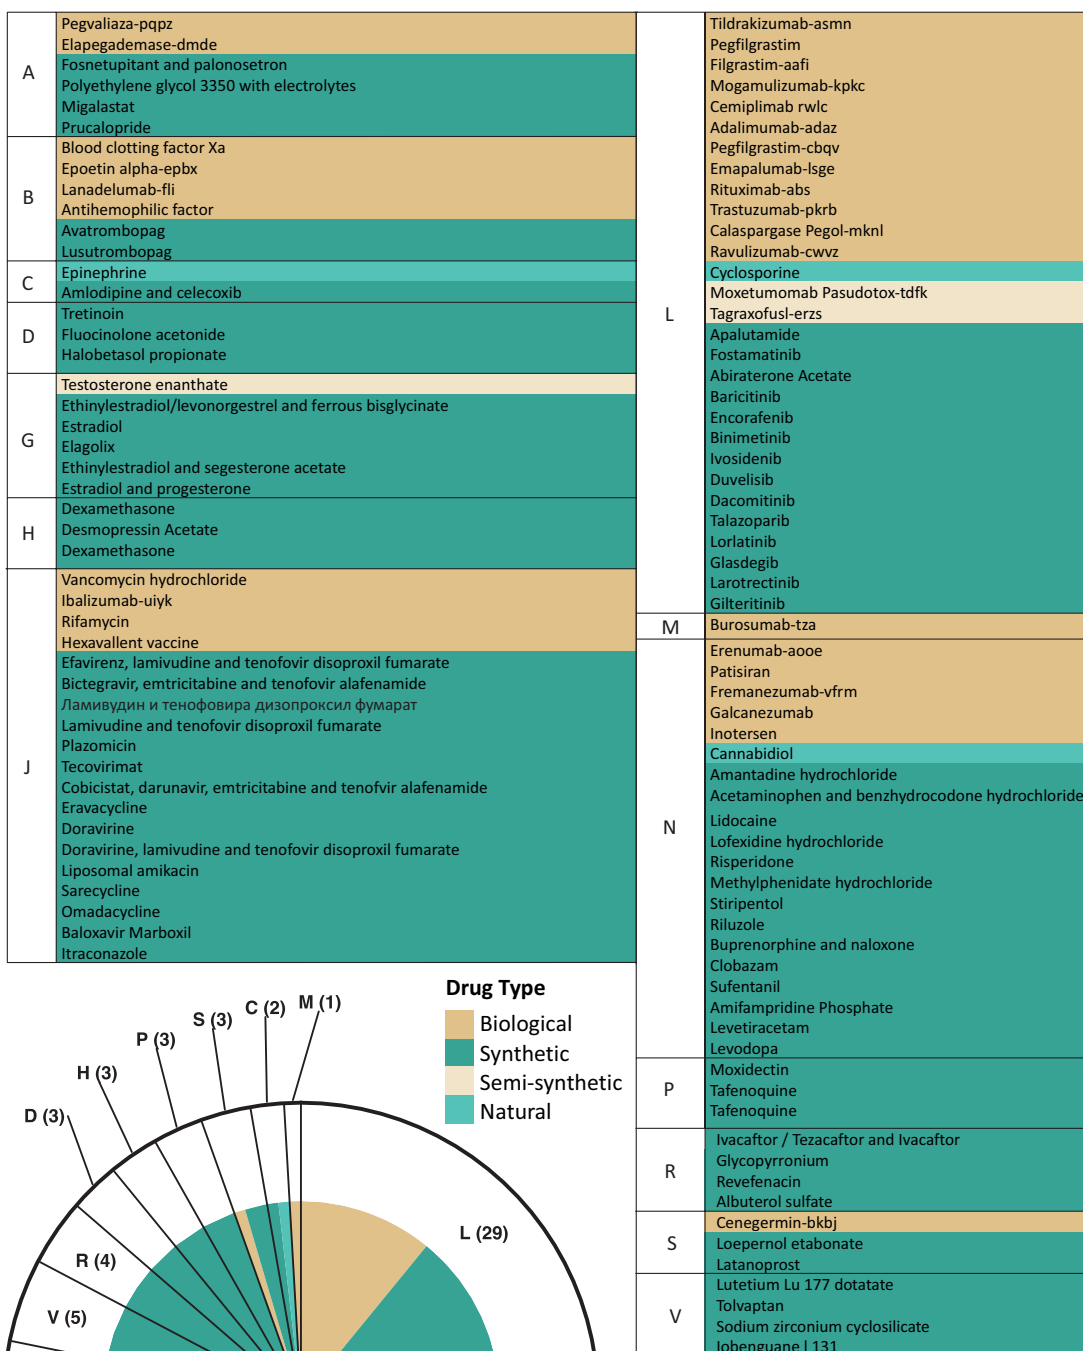 A
Pegvaliaza-pqpz
Elapegademase-dmde
Fosnetupitant and palonosetron
Polyethylene glycol 3350 with electrolytes
Migalastat
Prucalopride
B
Blood clotting factor Xa
Epoetin alpha-epbx
Lanadelumab-fli
Antihemophilic factor
Avatrombopag
Lusutrombopag
C
Epinephrine
Amlodipine and celecoxib
D
Tretinoin
Fluocinolone acetonide
Halobetasol propionate
G
Testosterone enanthate
Ethinylestradiol/levonorgestrel and ferrous bisglycinate
Estradiol
Elagolix
Ethinylestradiol and segesterone acetate
Estradiol and progesterone
H
Dexamethasone
Desmopressin Acetate
Dexamethasone
J
Vancomycin hydrochloride
Ibalizumab-uiyk
Rifamycin
Hexavallent vaccine
Efavirenz, lamivudine and tenofovir disoproxil fumarate
Bictegravir, emtricitabine and tenofovir alafenamide
Ламивудин и тенофовира дизопроксил фумарат
Lamivudine and tenofovir disoproxil fumarate
Plazomicin
Tecovirimat
Cobicistat, darunavir, emtricitabine and tenofvir alafenamide
Eravacycline
Doravirine
Doravirine, lamivudine and tenofovir disoproxil fumarate
Liposomal amikacin
Sarecycline
Omadacycline
Baloxavir Marboxil
Itraconazole
L
Tildrakizumab-asmn
Pegfilgrastim
Filgrastim-aafi
Mogamulizumab-kpkc
Cemiplimab rwlc
Adalimumab-adaz
Pegfilgrastim-cbqv
Emapalumab-lsge
Rituximab-abs
Trastuzumab-pkrb
Calaspargase Pegol-mknl
Ravulizumab-cwvz
Cyclosporine
Moxetumomab Pasudotox-tdfk
Tagraxofusl-erzs
Apalutamide
Fostamatinib
Abiraterone Acetate
Baricitinib
Encorafenib
Binimetinib
Ivosidenib
Duvelisib
Dacomitinib
Talazoparib
Lorlatinib
Glasdegib
Larotrectinib
Gilteritinib
M
Burosumab-tza
N
Erenumab-aooe
Patisiran
Fremanezumab-vfrm
Galcanezumab
Inotersen
Cannabidiol
Amantadine hydrochloride
Acetaminophen and benzhydrocodone hydrochloride
Lidocaine
Lofexidine hydrochloride
Risperidone
Methylphenidate hydrochloride
Stiripentol
Riluzole
Buprenorphine and naloxone
Clobazam
Sufentanil
Amifampridine Phosphate
Levetiracetam
Levodopa
P
Moxidectin
Tafenoquine
Tafenoquine
R
Ivacaftor / Tezacaftor and Ivacaftor
Glycopyrronium
Revefenacin
Albuterol sulfate
S
Cenegermin-bkbj
Loepernol etabonate
Latanoprost
V
Lutetium Lu 177 dotatate
Tolvaptan
Sodium zirconium cyclosilicate
Iobenguane l 131
Drug Type
Biological
Synthetic
Semi-synthetic
Natural
M (1)
C (2)
S (3)
P (3)
H (3)
D (3)
R (4)
V (5)
L (29)